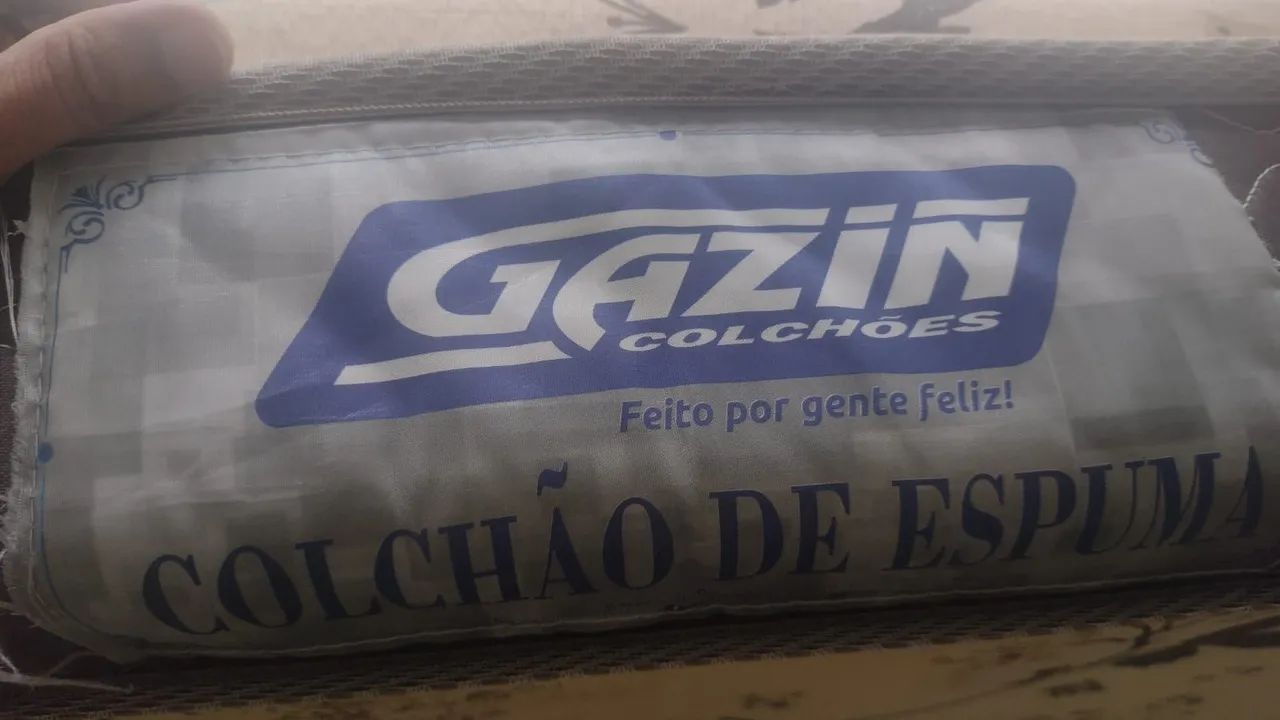 GAZIN
COLCHÕES
Feito por gente feliz!
COLCHÃO DE ESPUMA